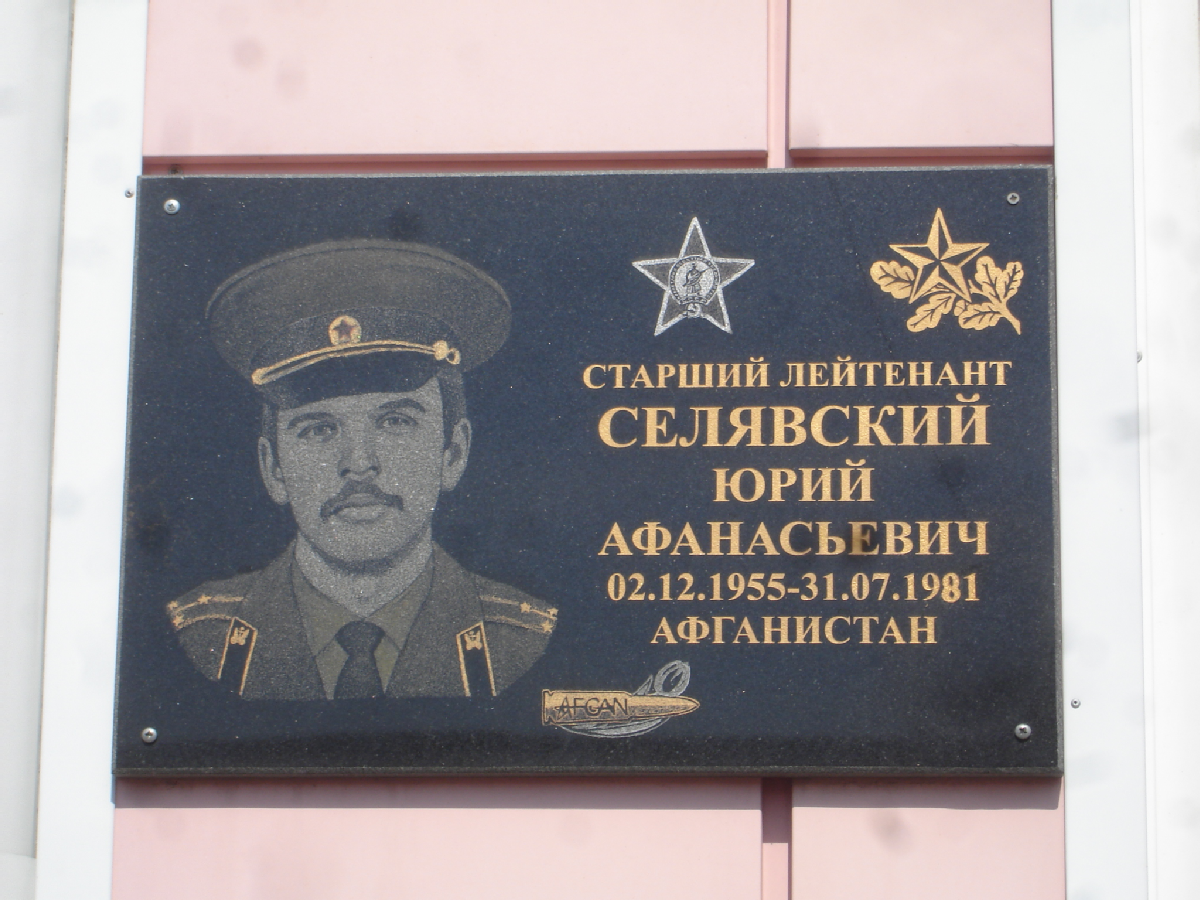 СТАРШИЙ ЛЕЙТЕНАНТ
СЕЛЯВСКИЙ
ЮРИЙ
АФАНАСЬЕВИЧ
02.12.1955-31.07.1981
АФГАНИСТАН
AFGAN